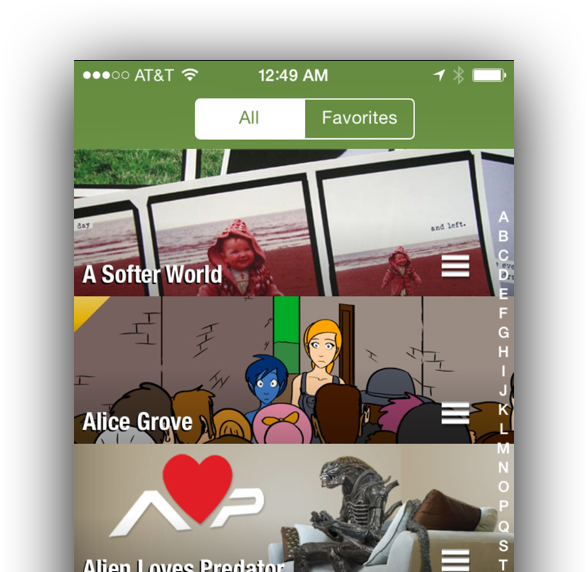 AT&T 12:49 AM
All Favorites
day
and left.
A Softer World
Alice Grove
A P
Alien Loves Predator
A
B
C
D
E
F
G
H
I
J
K
L
M
N
O
P
Q
S
T